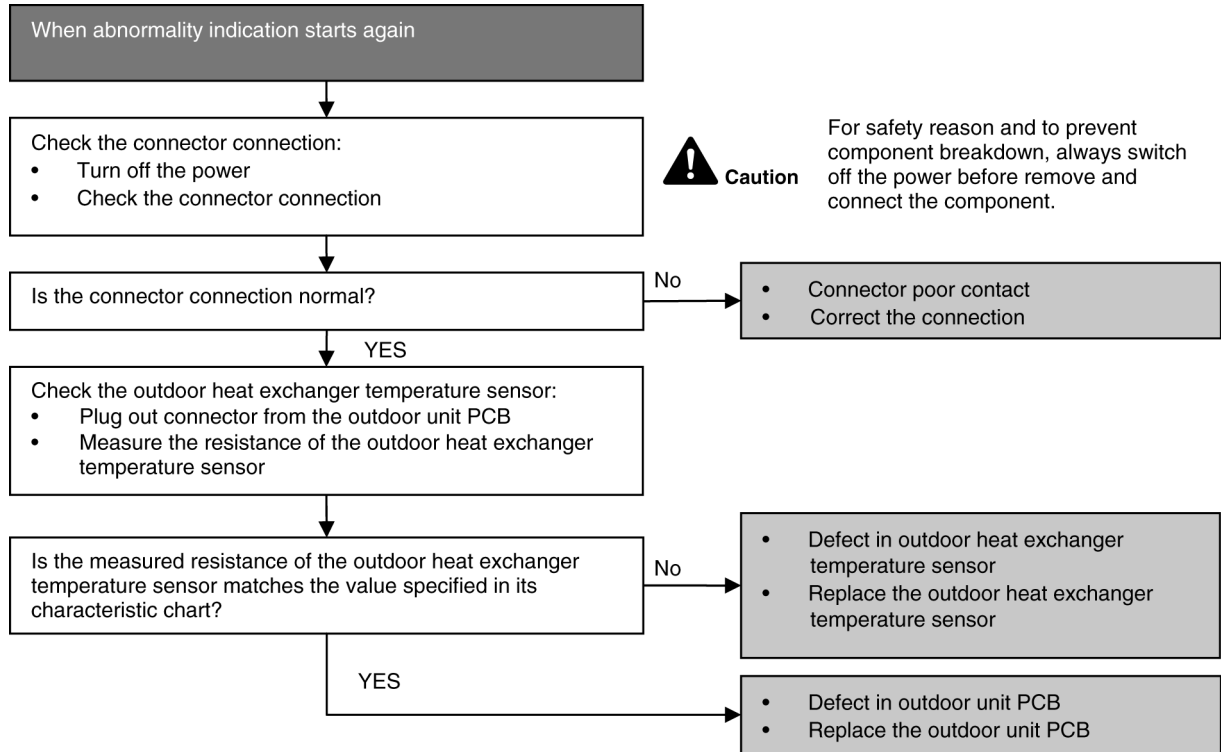 When abnormality indication starts again
Check the connector connection:
• Turn off the power
• Check the connector connection
Caution
For safety reason and to prevent
component breakdown, always switch
off the power before remove and
connect the component.
Is the connector connection normal?
No
• Connector poor contact
• Correct the connection
YES
Check the outdoor heat exchanger temperature sensor:
• Plug out connector from the outdoor unit PCB
• Measure the resistance of the outdoor heat exchanger
temperature sensor
Is the measured resistance of the outdoor heat exchanger
temperature sensor matches the value specified in its
characteristic chart?
No
• Defect in outdoor heat exchanger
temperature sensor
• Replace the outdoor heat exchanger
temperature sensor
YES
• Defect in outdoor unit PCB
• Replace the outdoor unit PCB